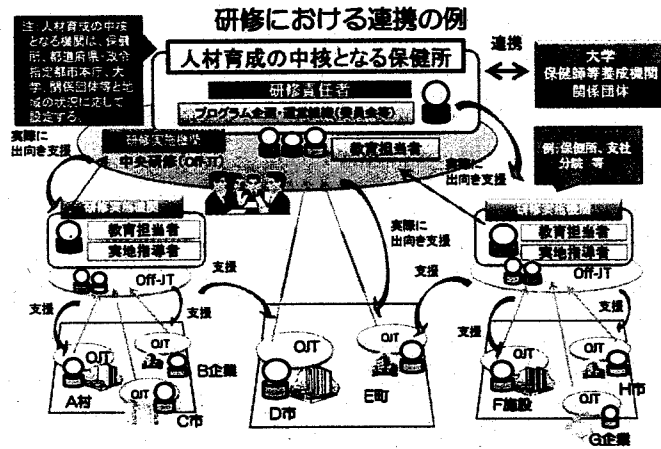 研修における連携の例
注:人材育成の中核
となる機関は、保健
所、都道府県・政令
指定都市本庁、大
学、関係団体等と地
域の状況に応じて
設定する。
人材育成の中核となる保健所
研修責任者
プログラム企画・運営組織(委員会等)
連携
大学
保健師等養成機関
関係団体
実際に
出向き支援
研修実施機関
中央研修(Off-JT)
教育担当者
実際に
出向き支援
例:保健所、支社
分院 等
研修実施機関
教育担当者
実地指導者
Off-JT
実際に
出向き支援
研修実施機関
教育担当者
実地指導者
Off-JT
支援
支援
支援
支援
支援
支援
OJT
A村
OJT
B企業
OJT
C市
OJT
D市
OJT
E町
OJT
F施設
OJT
H市
OJT
G企業